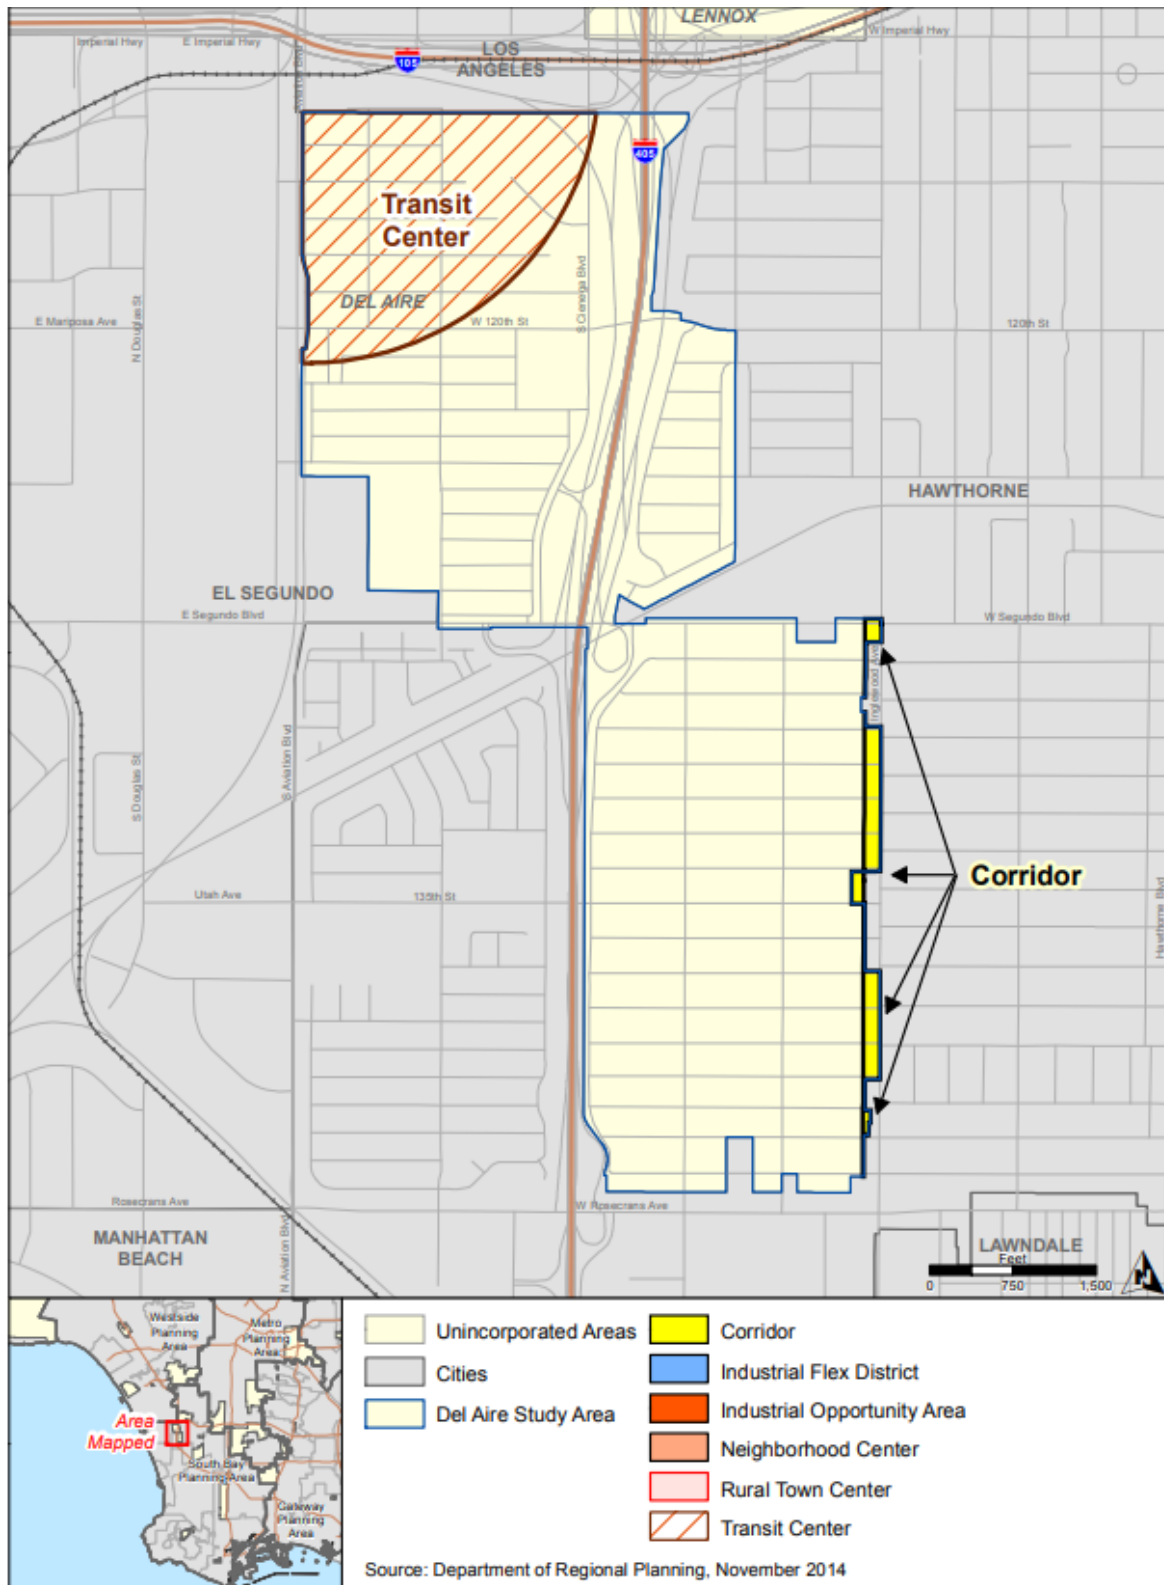 LENNOX
Imperial Hwy
E Imperial Hwy
W Imperial Hwy
LOS
ANGELES
105
405
Transit
Center
DEL AIRE
S Cienega Blvd
E Mariposa Ave
N Douglas St
W 120th St
120th St
HAWTHORNE
EL SEGUNDO
E Segundo Blvd
W Segundo Blvd
Inglewood Ave
S Aviation Blvd
S Douglas St
Corridor
Utah Ave
135th St
Hawthorne Blvd
Rosecrans Ave
W Rosecrans Ave
MANHATTAN
BEACH
N Aviation Blvd
LAWNDALE
Feet
0 750 1,500
N
Westside
Planning
Area
Metro
Planning
Area
Area
Mapped
South Bay
Planning Area
Gateway
Planning
Area
Unincorporated Areas
Cities
Del Aire Study Area
Corridor
Industrial Flex District
Industrial Opportunity Area
Neighborhood Center
Rural Town Center
Transit Center
Source: Department of Regional Planning, November 2014